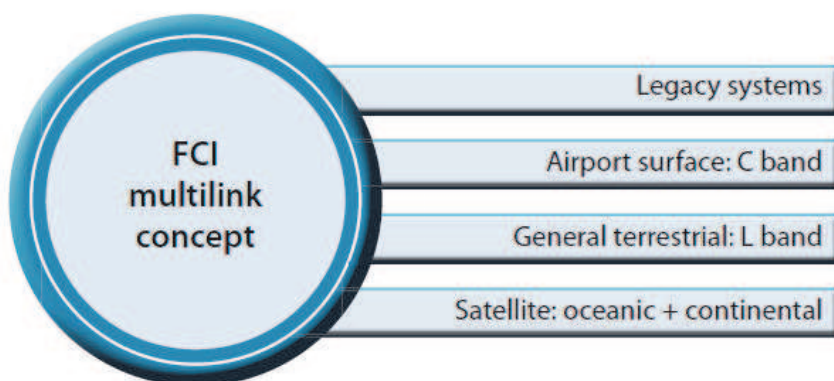 FCI
multilink
concept
Legacy systems
Airport surface: C band
General terrestrial: L band
Satellite: oceanic + continental